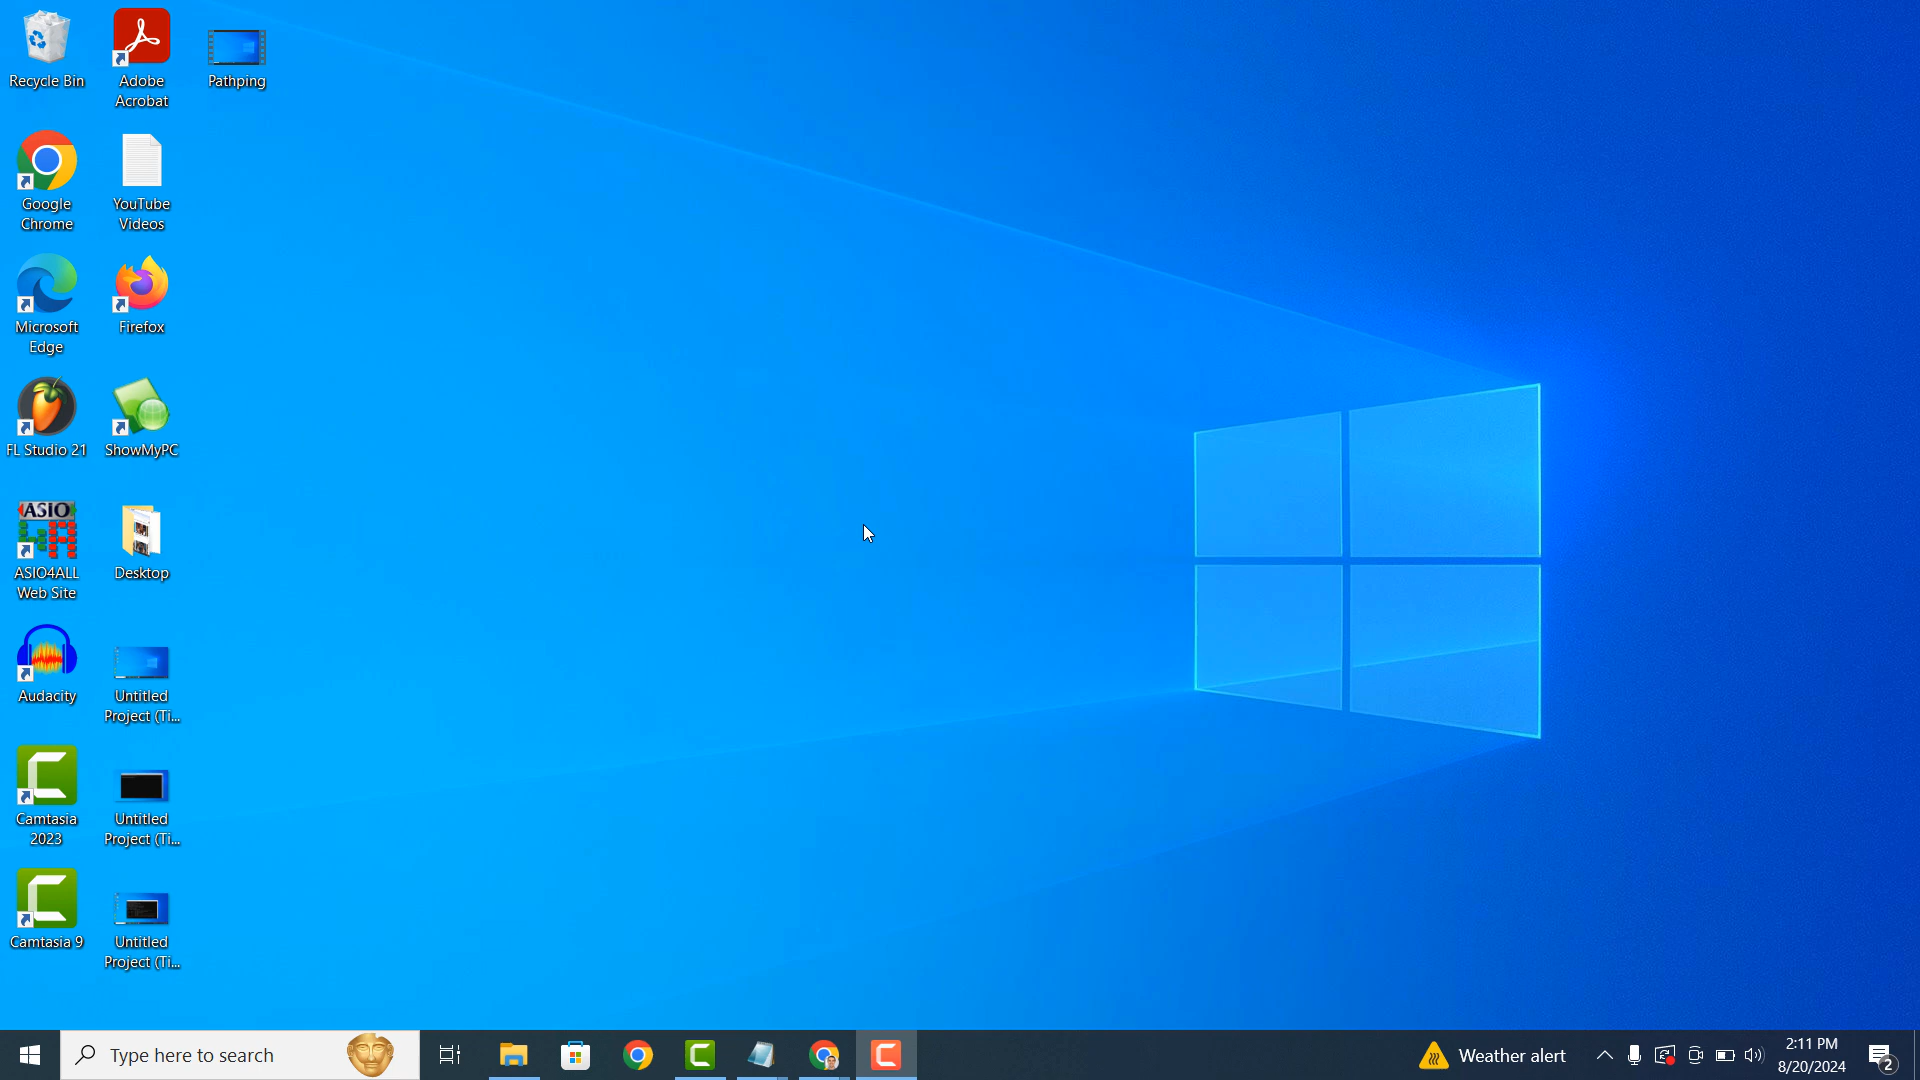 Recycle Bin
Adobe
Acrobat
Pathping
Google
Chrome
YouTube
Videos
Microsoft
Edge
Firefox
FL Studio 21
ShowMyPC
ASIO
ASIO4ALL
Web Site
Desktop
Audacity
Untitled
Project (Ti...
Camtasia
2023
Untitled
Project (Ti...
Camtasia 9
Untitled
Project (Ti...
Type here to search
Weather alert
2:11 PM
8/20/2024
2